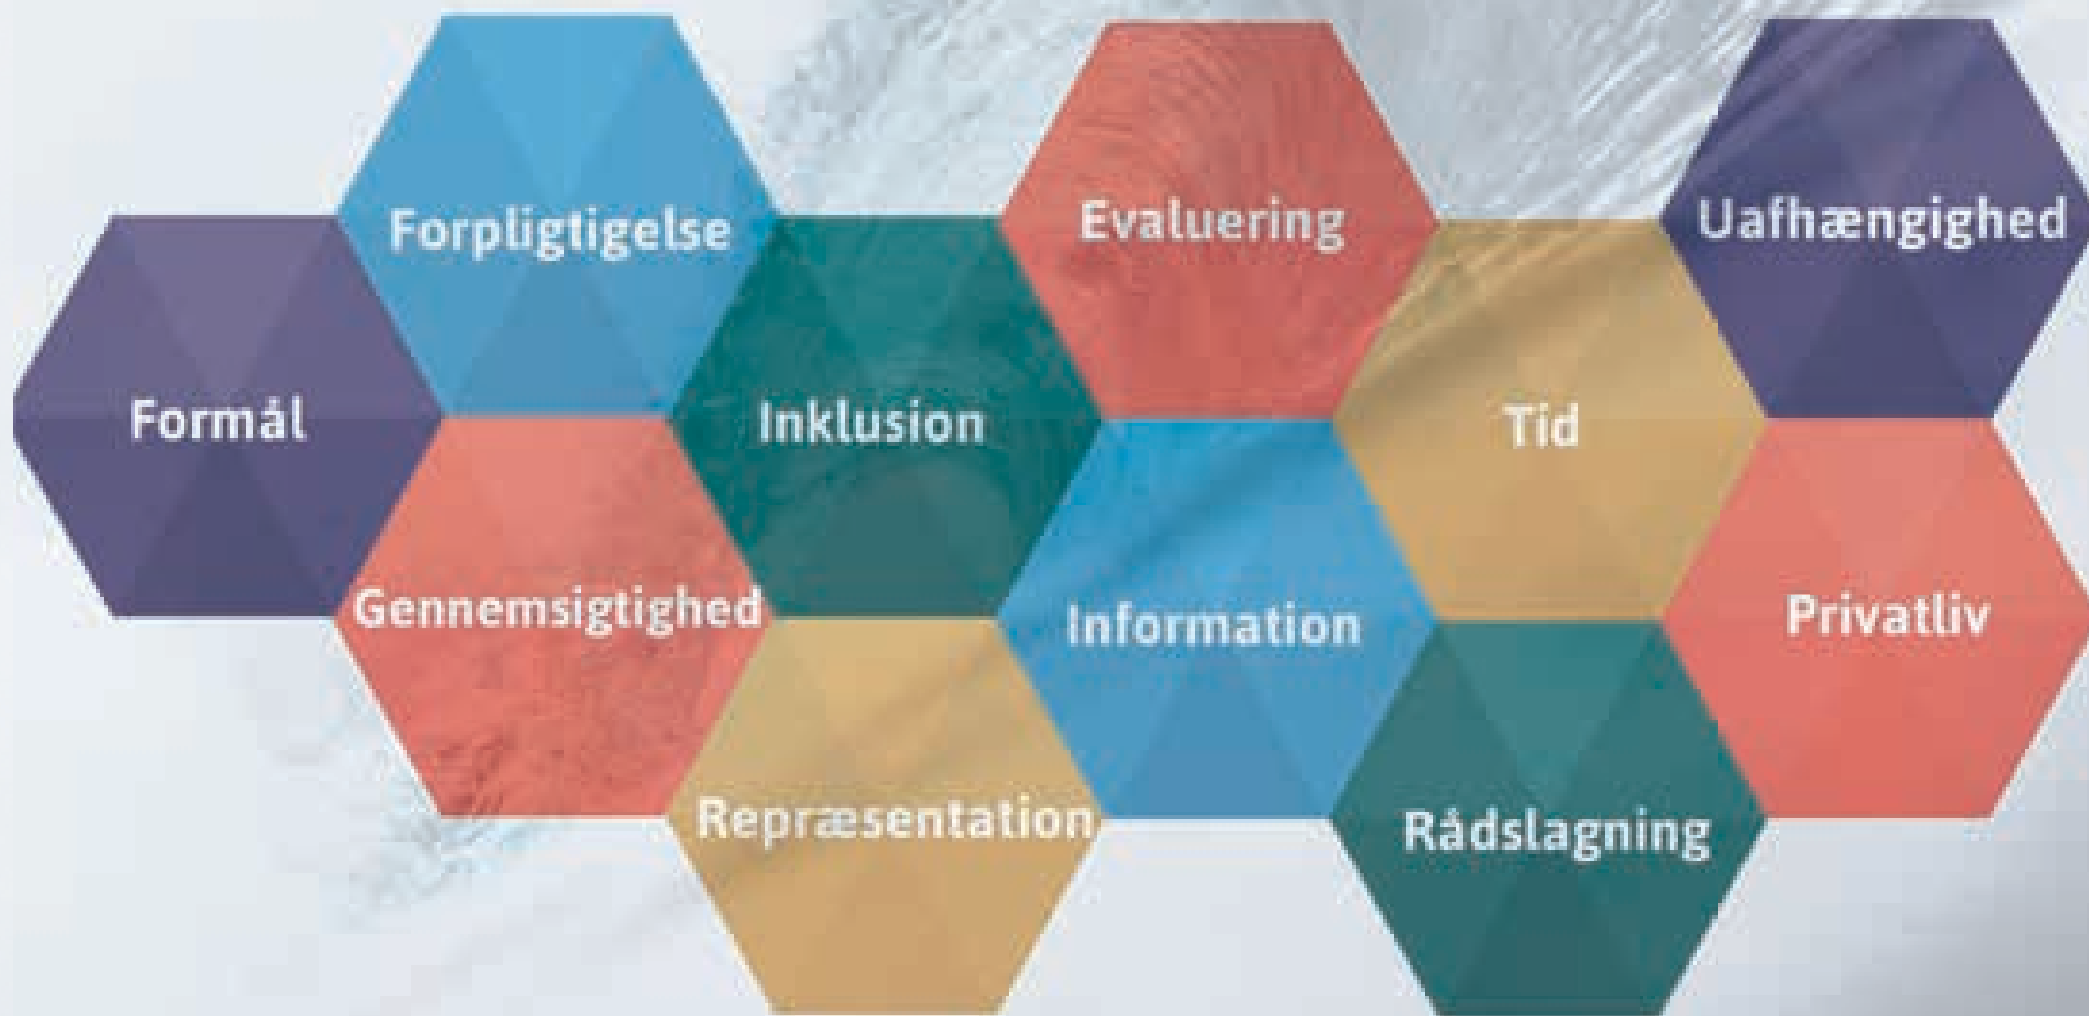 Forpligtigelse
Evaluering
Uafhængighed
Formål
Inklusion
Tid
Gennemsigtighed
Information
Privatliv
Repræsentation
Rådslagning